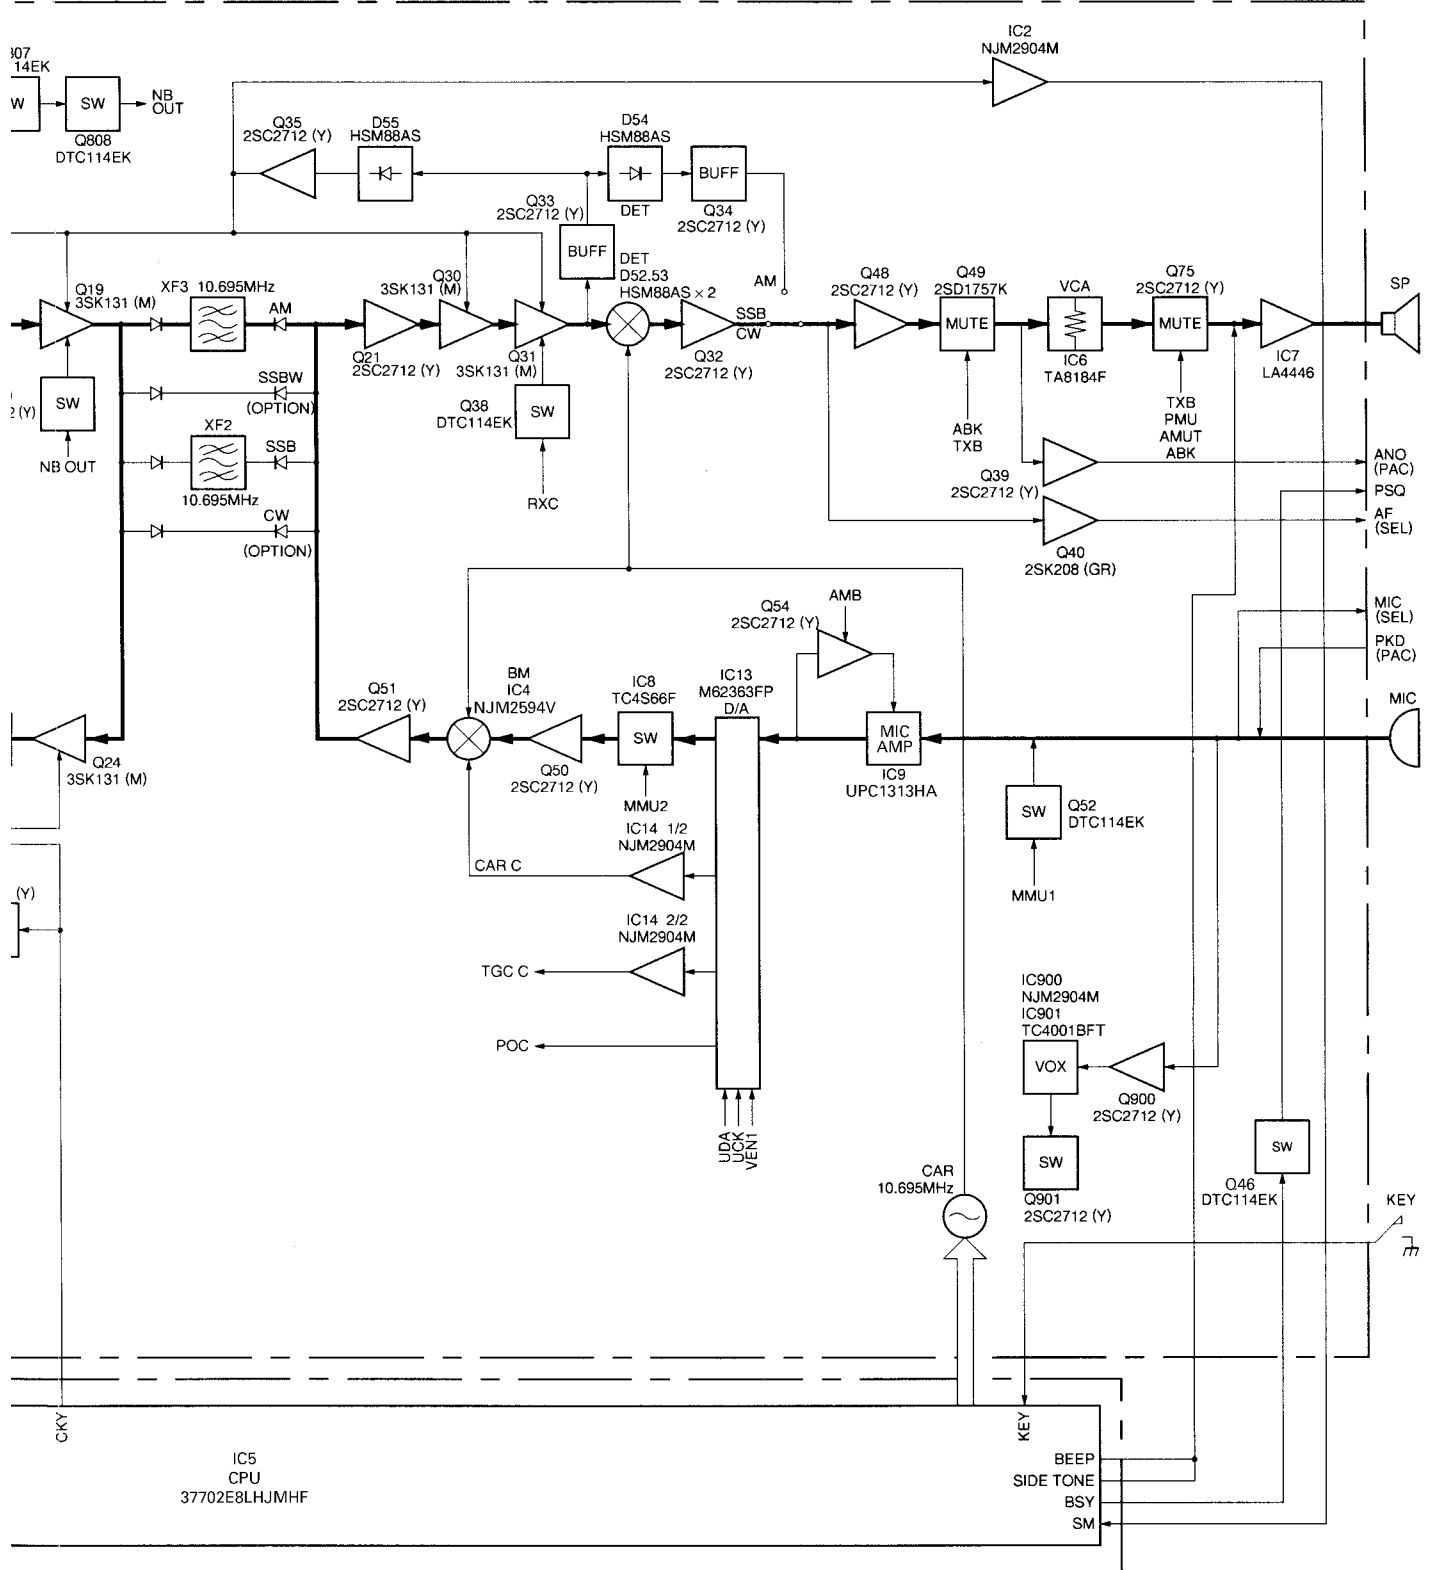 IC2
NJM2904M
807
14EK
W
SW
NB
OUT
Q808
DTC114EK
Q35
2SC2712 (Y)
D55
HSM88AS
D54
HSM88AS
BUFF
DET
Q34
2SC2712 (Y)
Q33
2SC2712 (Y)
BUFF
DET
D52.53
HSM88AS × 2
AM
Q19
3SK131 (M)
XF3 10.695MHz
AM
Q30
3SK131 (M)
Q21
2SC2712 (Y)
Q31
3SK131 (M)
SSB
CW
Q32
2SC2712 (Y)
Q48
2SC2712 (Y)
Q49
2SD1757K
MUTE
VCA
IC6
TA8184F
Q75
2SC2712 (Y)
MUTE
IC7
LA4446
SP
SW
(Y)
NB OUT
SSBW
(OPTION)
XF2
SSB
10.695MHz
CW
(OPTION)
Q38
DTC114EK
SW
RXC
ABK
TXB
TXB
PMU
AMUT
ABK
Q39
2SC2712 (Y)
ANO
(PAC)
PSQ
AF
(SEL)
Q40
2SK208 (GR)
MIC
(SEL)
PKD
(PAC)
Q54
2SC2712 (Y)
AMB
Q51
2SC2712 (Y)
BM
IC4
NJM2594V
IC8
TC4S66F
SW
IC13
M62363FP
D/A
MIC
AMP
IC9
UPC1313HA
MIC
Q24
3SK131 (M)
Q50
2SC2712 (Y)
MMU2
SW
Q52
DTC114EK
MMU1
IC14 1/2
NJM2904M
CAR C
(Y)
IC14 2/2
NJM2904M
TGC C
POC
UDA
UCK
VEN1
IC900
NJM2904M
IC901
TC4001BFT
VOX
Q900
2SC2712 (Y)
SW
Q901
2SC2712 (Y)
SW
Q46
DTC114EK
CAR
10.695MHz
KEY
CKY
KEY
IC5
CPU
37702E8LHJMHF
BEEP
SIDE TONE
BSY
SM